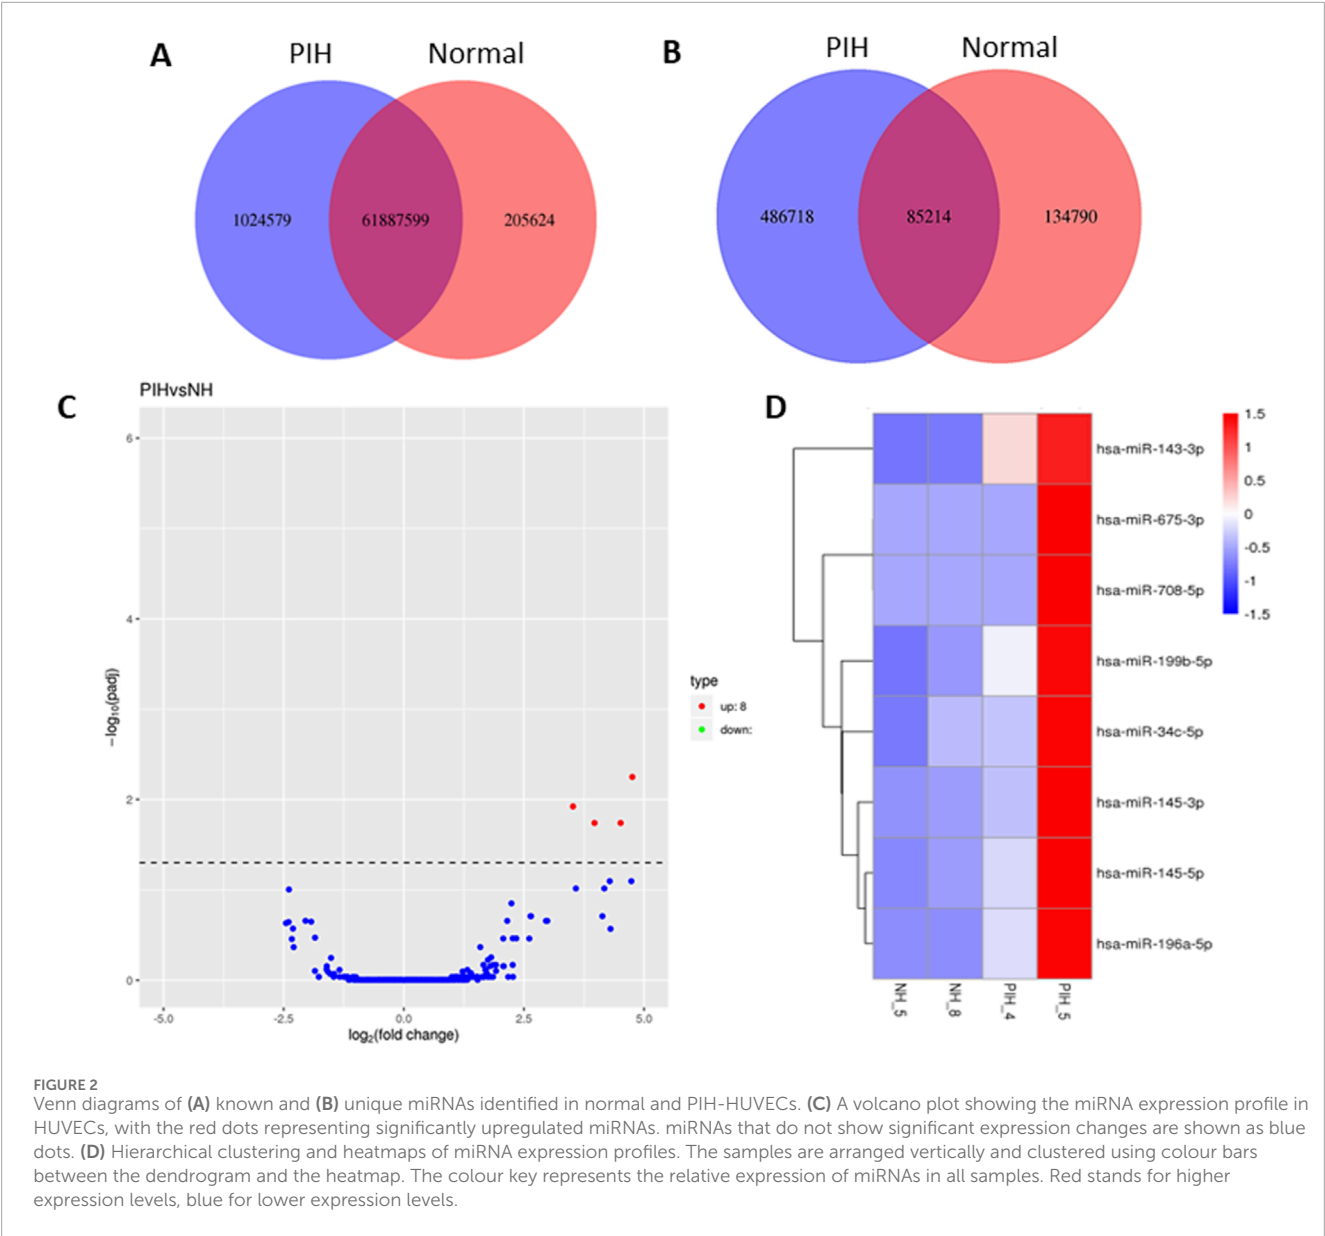 A
PIH
Normal
1024579
61887599
205624
B
PIH
Normal
486718
85214
134790
C
PIHvsNH
6
4
2
0
-5.0
-2.5
0.0
2.5
5.0
−log10(padj)
log2(fold change)
type
up: 8
down:
D
hsa-miR-143-3p
hsa-miR-675-3p
hsa-miR-708-5p
hsa-miR-199b-5p
hsa-miR-34c-5p
hsa-miR-145-3p
hsa-miR-145-5p
hsa-miR-196a-5p
NH_5
NH_8
PIH_4
PIH_5
1.5
1
0.5
0
-0.5
-1
-1.5
FIGURE 2
Venn diagrams of (A) known and (B) unique miRNAs identified in normal and PIH-HUVECs. (C) A volcano plot showing the miRNA expression profile in
HUVECs, with the red dots representing significantly upregulated miRNAs. miRNAs that do not show significant expression changes are shown as blue
dots. (D) Hierarchical clustering and heatmaps of miRNA expression profiles. The samples are arranged vertically and clustered using colour bars
between the dendrogram and the heatmap. The colour key represents the relative expression of miRNAs in all samples. Red stands for higher
expression levels, blue for lower expression levels.